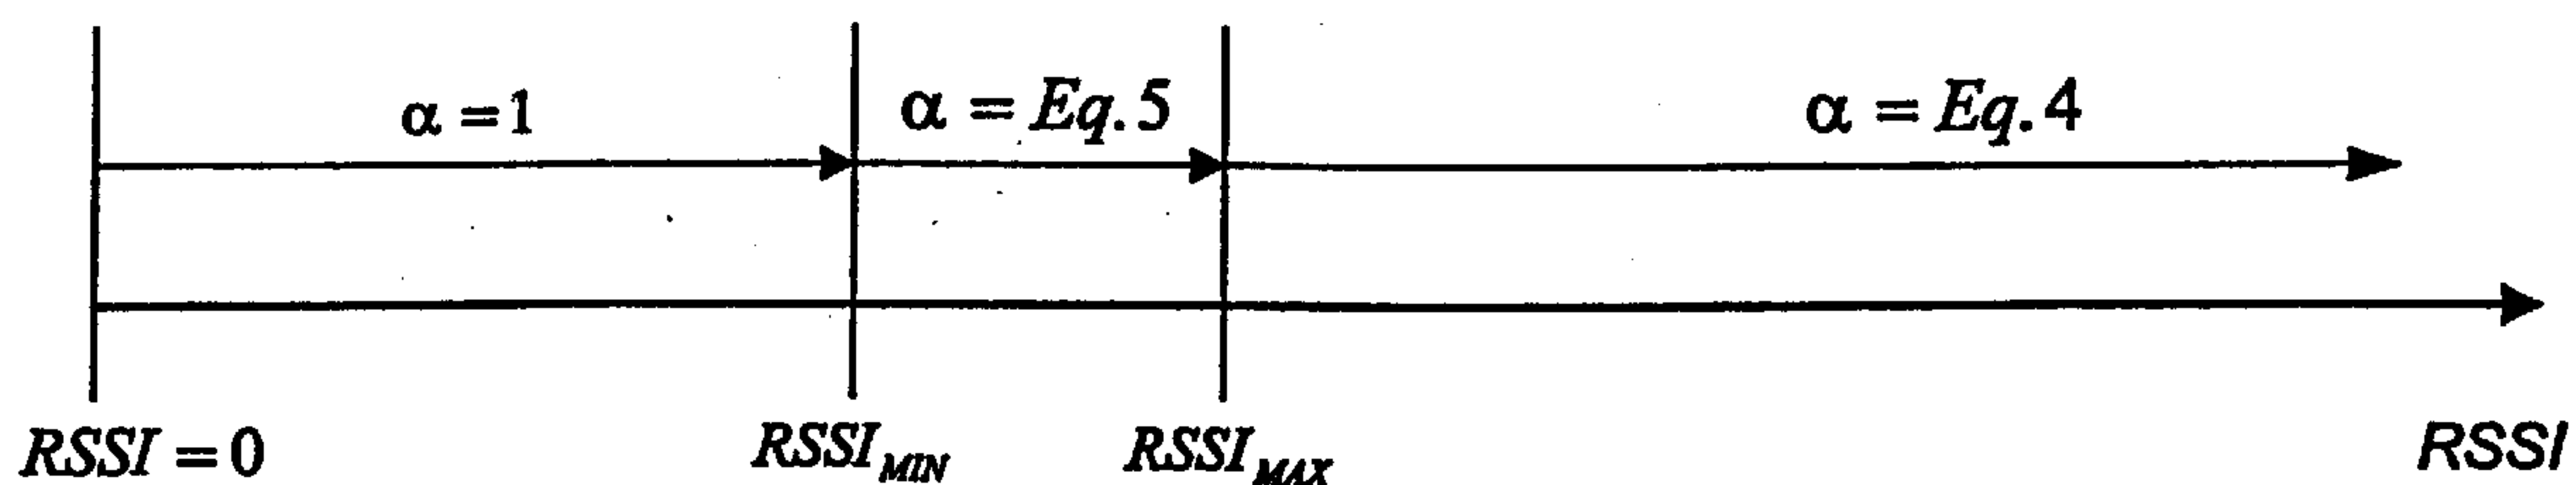 α = 1 α = Eq. 5 α = Eq. 4
RSSI = 0 RSSI_MIN RSSI_MAX RSSI